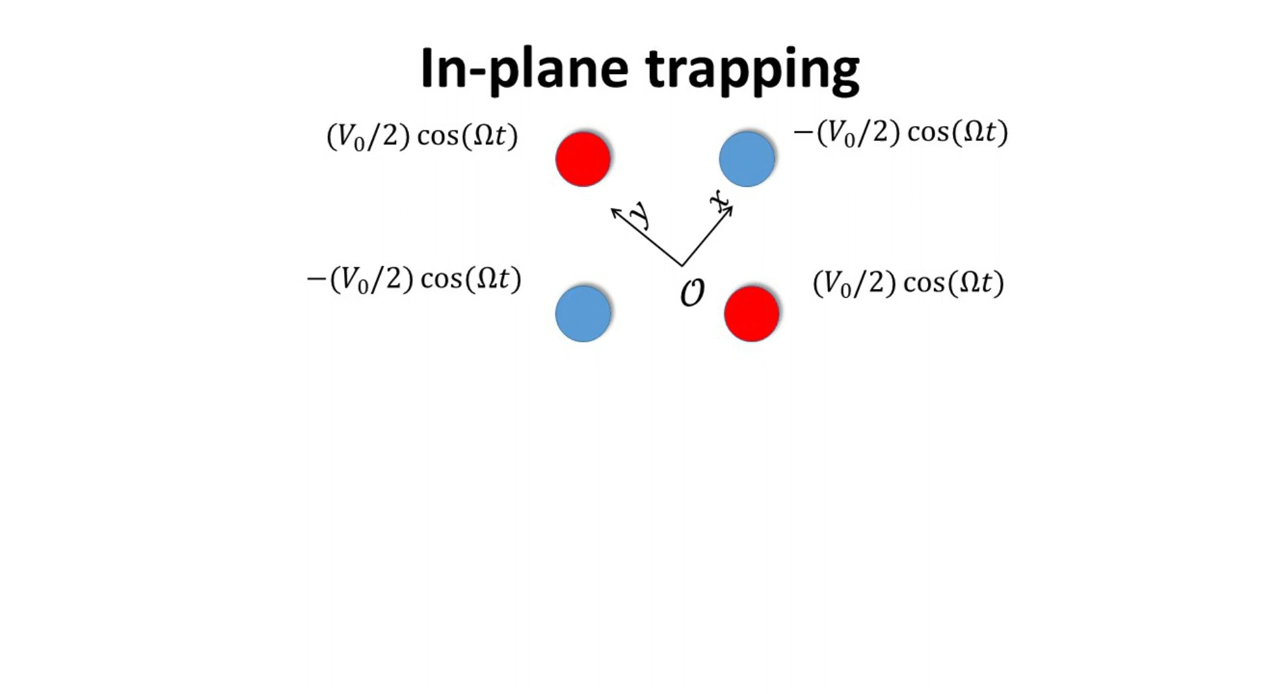 In-plane trapping
(V₀/2) cos(Ωt)
−(V₀/2) cos(Ωt)
y
x
−(V₀/2) cos(Ωt)
𝒪
(V₀/2) cos(Ωt)